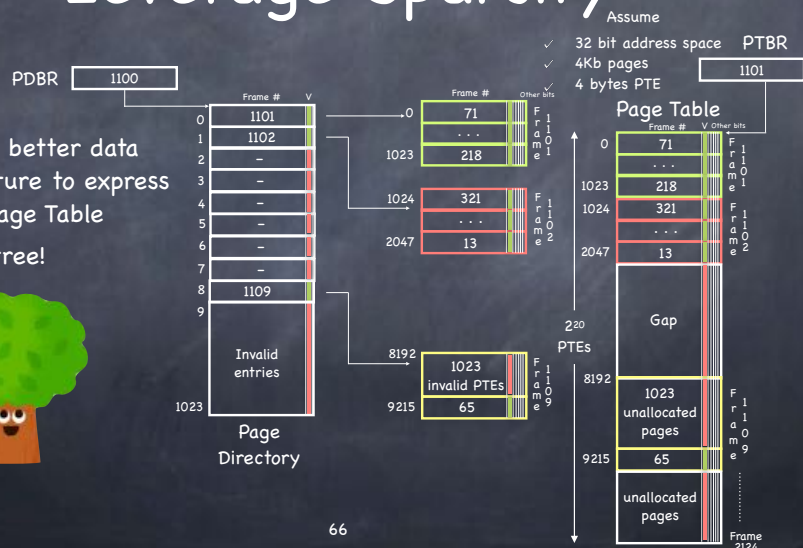 Leverage Sparsity
Assume
✓ 32 bit address space
✓ 4Kb pages
✓ 4 bytes PTE
PTBR
1101
PDBR
1100
better data
ture to express
age Table
ree!
Frame # V
0 1101
1 1102
2 –
3 –
4 –
5 –
6 –
7 –
8 1109
9
Invalid
entries
1023
Page
Directory
Frame #
Other bits
0 71
. . .
1023 218
Frame 1101
1024 321
. . .
2047 13
Frame 1102
8192
1023
invalid PTEs
9215 65
Frame 1109
2²⁰
PTEs
Page Table
Frame # V Other bits
0 71
. . .
1023 218
Frame 1101
1024 321
. . .
2047 13
Frame 1102
Gap
8192
1023
unallocated
pages
Frame 1109
9215 65
unallocated
pages
Frame
2124
66